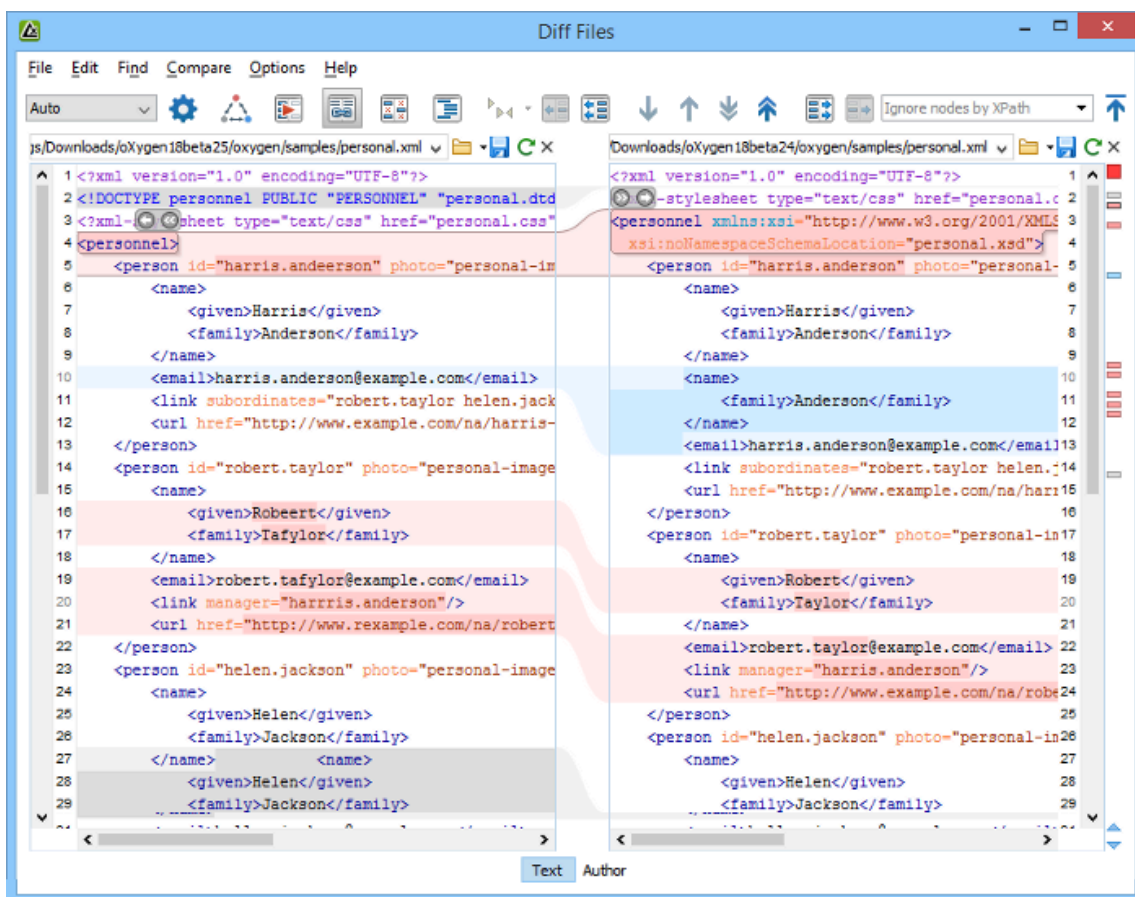 Diff Files
File Edit Find Compare Options Help
Auto
Ignore nodes by XPath
gs/Downloads/oXygen18beta25/oxygen/samples/personal.xml
1 <?xml version="1.0" encoding="UTF-8"?>
2 <!DOCTYPE personnel PUBLIC "PERSONNEL" "personal.dtd
3 <?xml- sheet type="text/css" href="personal.css"
4 <personnel>
5 <person id="harris.andeerson" photo="personal-im
6 <name>
7 <given>Harris</given>
8 <family>Anderson</family>
9 </name>
10 <email>harris.anderson@example.com</email>
11 <link subordinates="robert.taylor helen.jack
12 <url href="http://www.example.com/na/harris-
13 </person>
14 <person id="robert.taylor" photo="personal-image
15 <name>
16 <given>Robeert</given>
17 <family>Tafylor</family>
18 </name>
19 <email>robert.tafylor@example.com</email>
20 <link manager="harrris.anderson"/>
21 <url href="http://www.rexample.com/na/robert
22 </person>
23 <person id="helen.jackson" photo="personal-image
24 <name>
25 <given>Helen</given>
26 <family>Jackson</family>
27 </name> <name>
28 <given>Helen</given>
29 <family>Jackson</family>
Downloads/oXygen18beta24/oxygen/samples/personal.xml
<?xml version="1.0" encoding="UTF-8"?> 1
-stylesheet type="text/css" href="personal.c 2
<personnel xmlns:xsi="http://www.w3.org/2001/XMLS 3
xsi:noNamespaceSchemaLocation="personal.xsd"> 4
<person id="harris.anderson" photo="personal- 5
<name> 6
<given>Harris</given> 7
<family>Anderson</family> 8
</name> 9
<name> 10
<family>Anderson</family> 11
</name> 12
<email>harris.anderson@example.com</email 13
<link subordinates="robert.taylor helen.j 14
<url href="http://www.example.com/na/harr 15
</person> 16
<person id="robert.taylor" photo="personal-im 17
<name> 18
<given>Robert</given> 19
<family>Taylor</family> 20
</name> 21
<email>robert.taylor@example.com</email> 22
<link manager="harris.anderson"/> 23
<url href="http://www.example.com/na/robe 24
</person> 25
<person id="helen.jackson" photo="personal-im 26
<name> 27
<given>Helen</given> 28
<family>Jackson</family> 29
Text Author